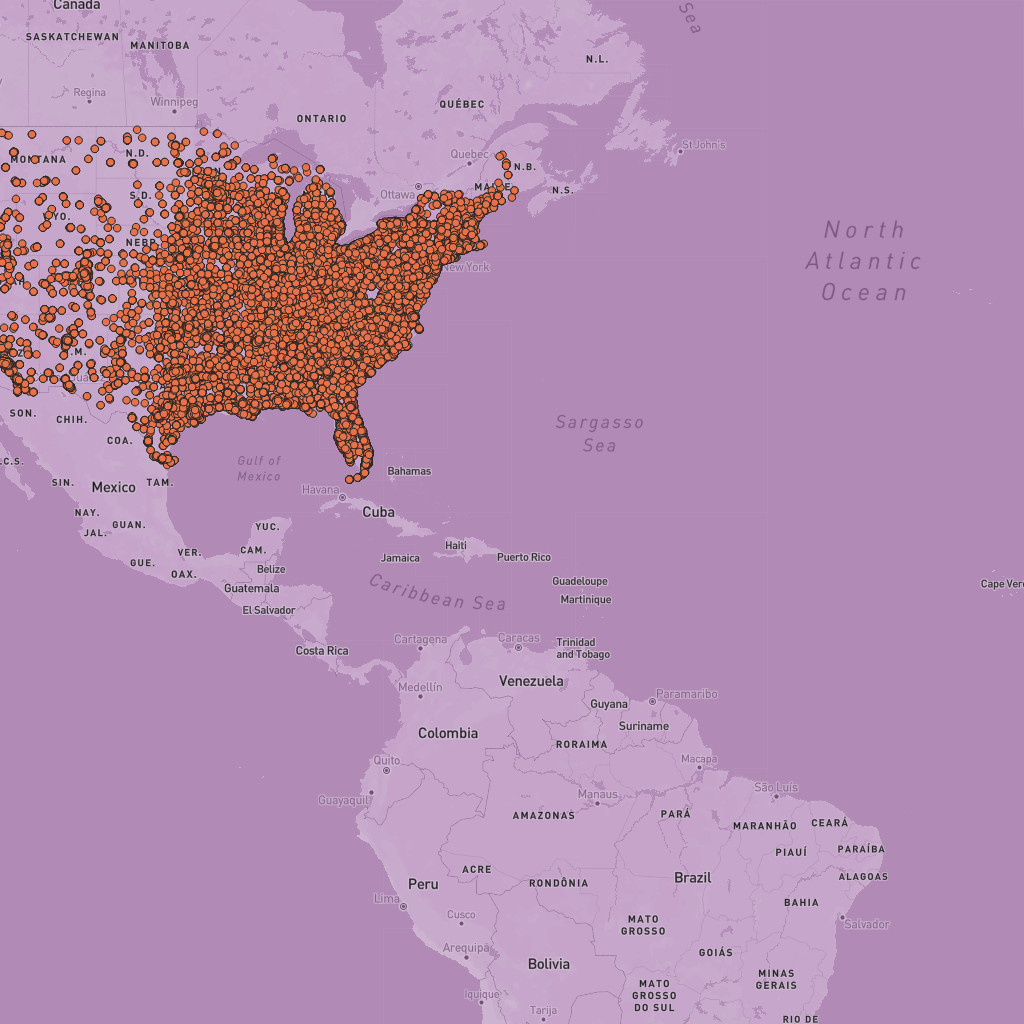 Canada
SASKATCHEWAN
MANITOBA
Sea
N.L.
Regina
Winnipeg
QUÉBEC
ONTARIO
St John's
MONTANA
N.D.
Quebec
N.B.
Ottawa
N.S.
S.D.
New York
North
Atlantic
Ocean
SON.
CHIH.
COA.
Sargasso
Sea
Gulf of
Mexico
Bahamas
SIN.
Mexico
TAM.
Havana
Cuba
NAY.
GUAN.
JAL.
YUC.
VER.
CAM.
GUE.
OAX.
Belize
Guatemala
El Salvador
Haiti
Jamaica
Puerto Rico
Guadeloupe
Martinique
Cape Ver
Caribbean Sea
Costa Rica
Cartagena
Caracas
Trinidad
and Tobago
Medellín
Venezuela
Guyana
Paramaribo
Suriname
Colombia
RORAIMA
Quito
Macapa
Guayaquil
Manaus
São Luís
AMAZONAS
PARÁ
MARANHÃO
CEARÁ
PIAUÍ
PARAÍBA
ACRE
Peru
RONDÔNIA
Brazil
ALAGOAS
Lima
BAHIA
Cusco
MATO
GROSSO
Salvador
Arequipa
GOIÁS
Bolivia
MINAS
GERAIS
Iquique
MATO
GROSSO
DO SUL
Tarija
RIO DE